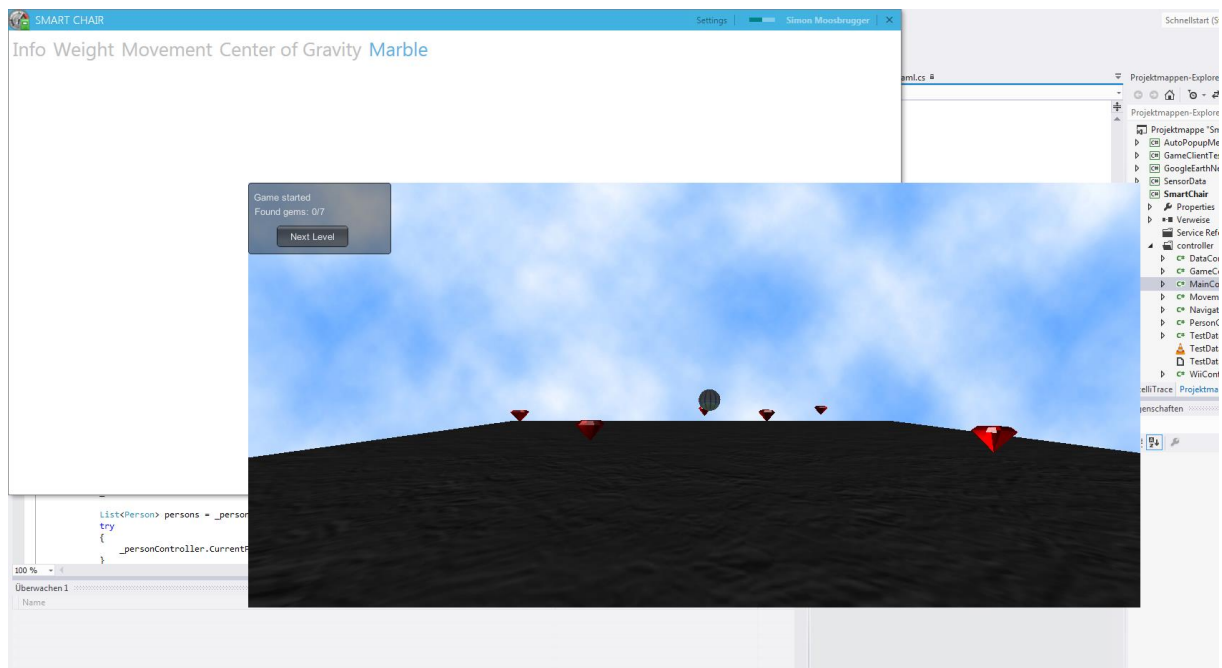 SMART CHAIR
Settings
Simon Moosbrugger
Schnellstart (S
Info Weight Movement Center of Gravity Marble
aml.cs
Projektmappen-Explore
Projektmappen-Explore
Projektmappe "Sm
AutoPopupMe
GameClientTes
GoogleEarthNe
SensorData
SmartChair
Properties
Verweise
Service Refe
controller
DataCon
GameCo
MainCo
Movem
Navigat
PersonC
TestDat
TestDat
TestDat
WiiCont
elliTrace Projektma
genschaften
Game started
Found gems: 0/7
Next Level
List<Person> persons = _person
try
{
_personController.CurrentP
}
100 %
Überwachen 1
Name